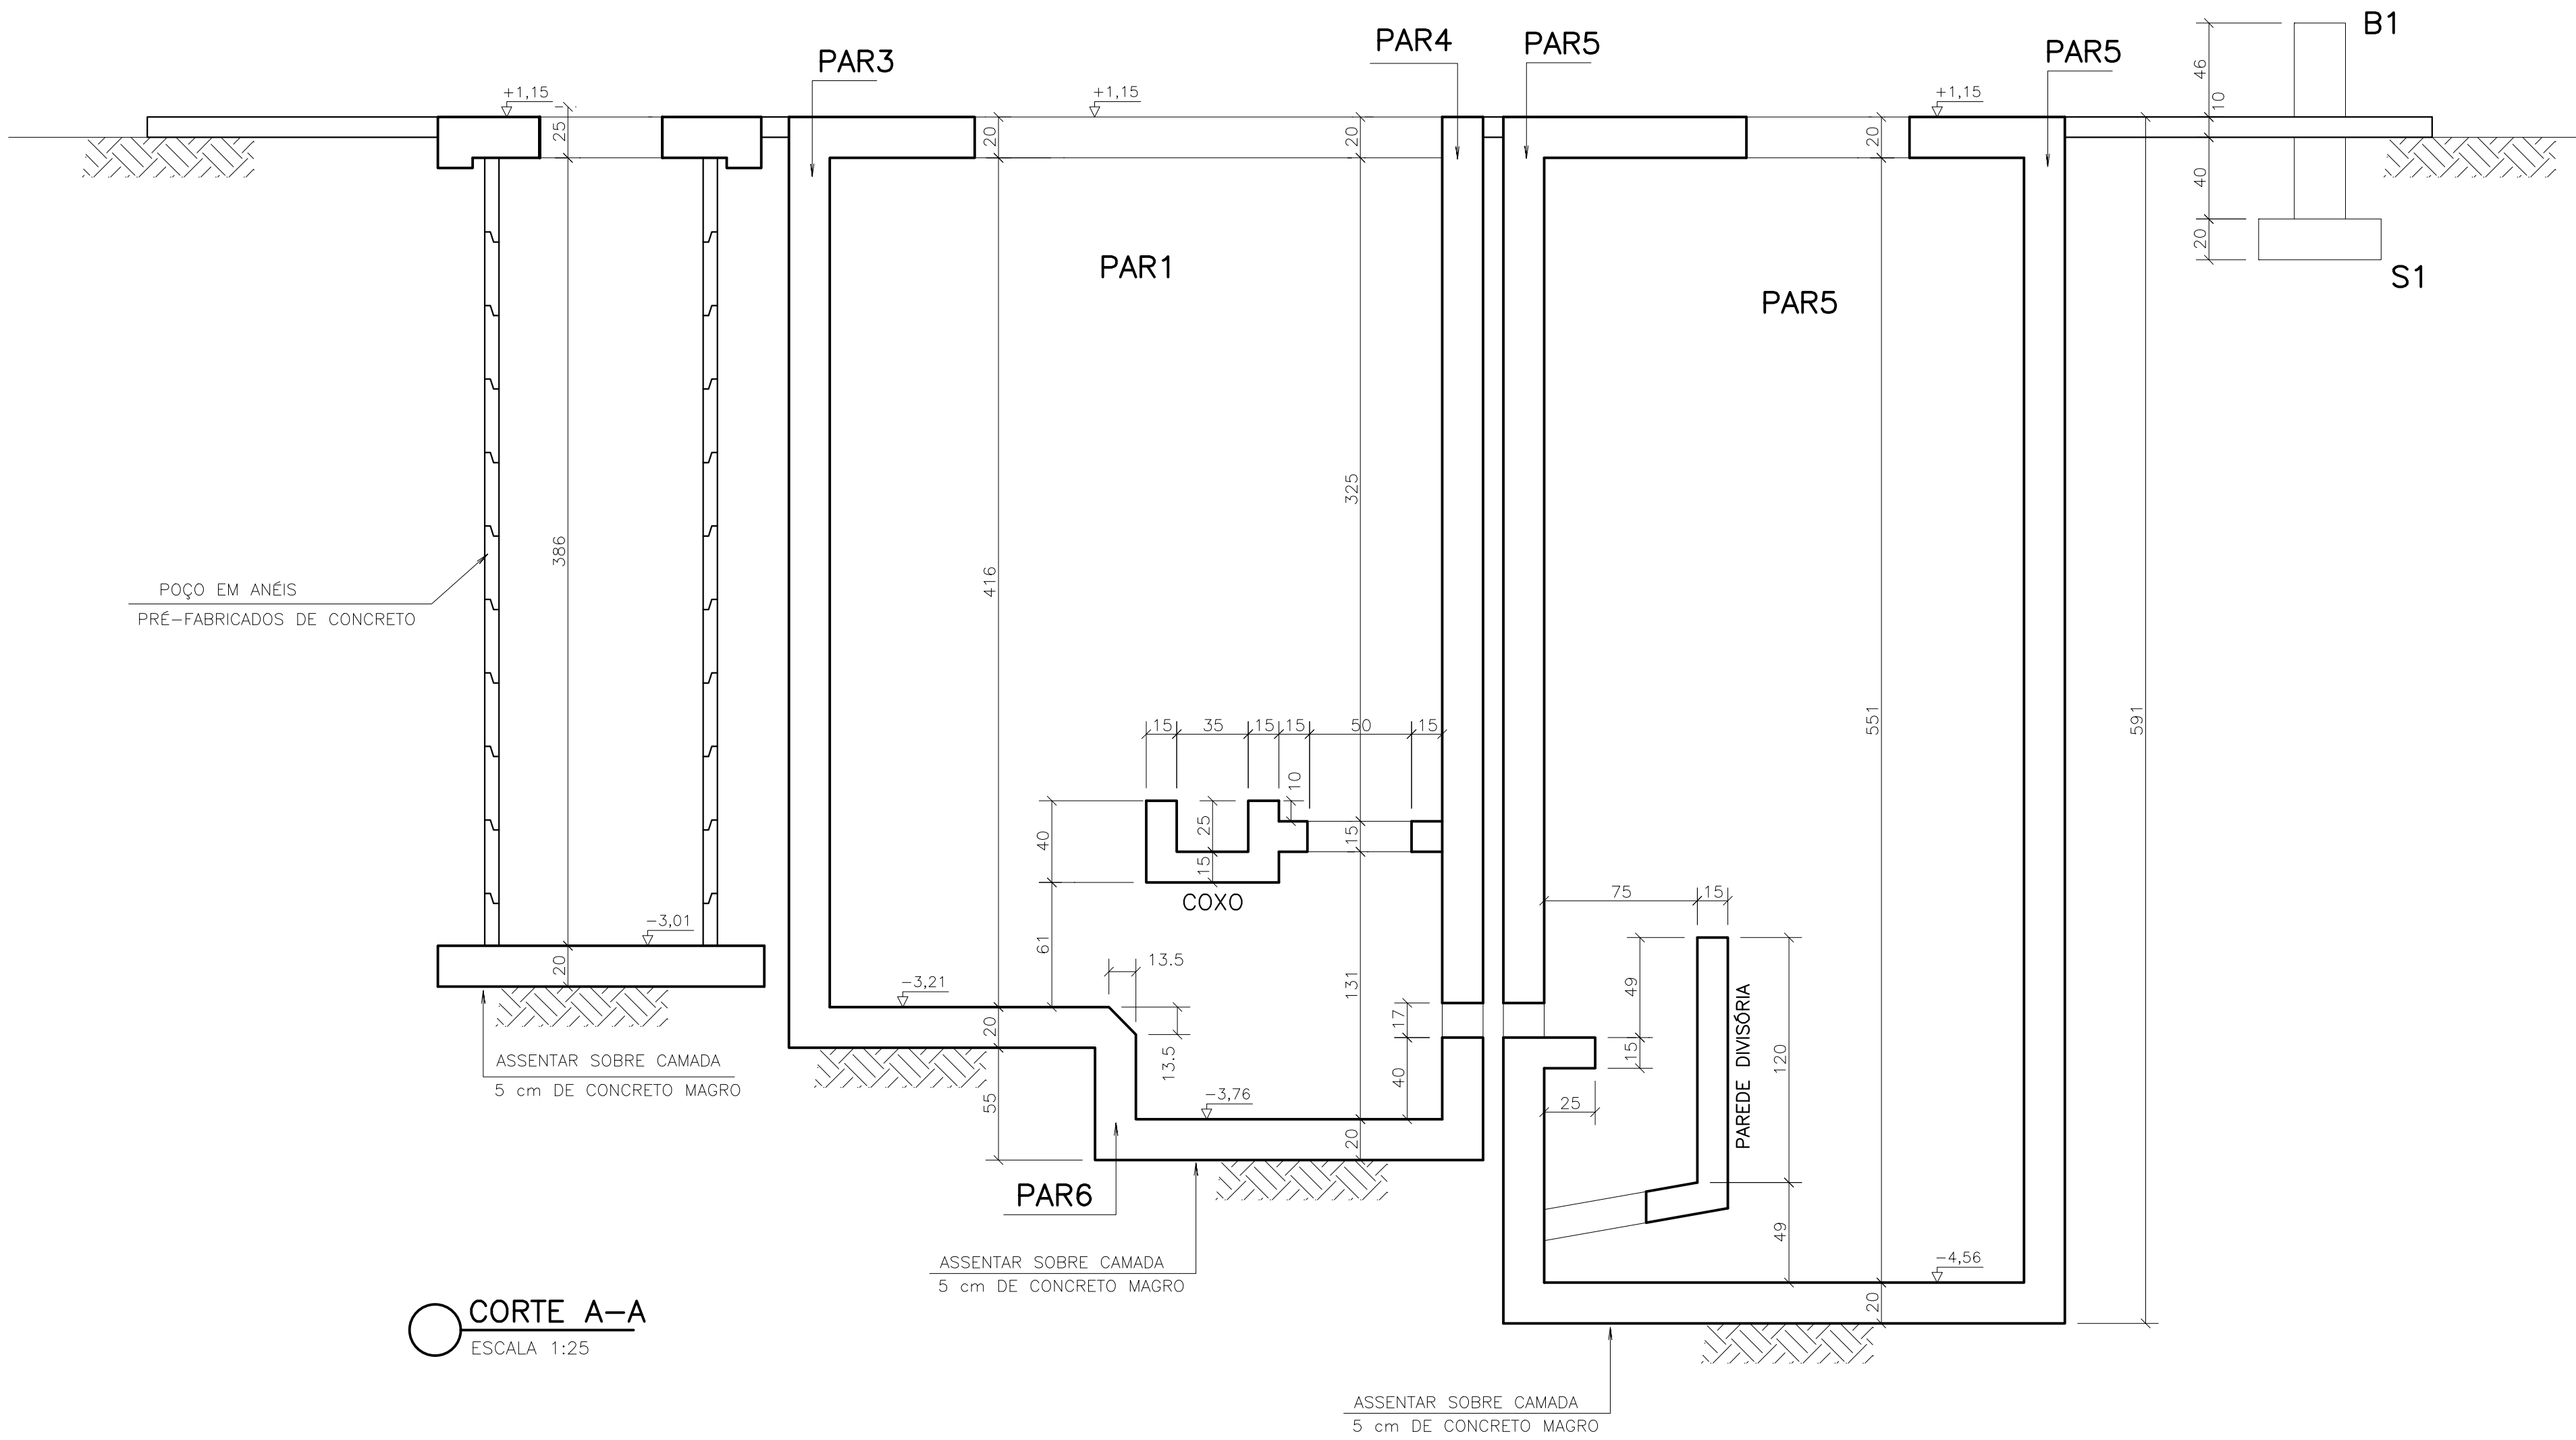 B1
PAR4
PAR5
PAR5
PAR3
46
10
+1,15
+1,15
+1,15
25
20
20
20
40
20
S1
PAR1
PAR5
325
386
416
POÇO EM ANÉIS
PRÉ-FABRICADOS DE CONCRETO
551
591
15
35
15
15
50
15
10
40
25
15
15
COXO
75
15
-3,01
20
61
13.5
-3,21
131
49
PAREDE DIVISÓRIA
20
13.5
17
15
120
ASSENTAR SOBRE CAMADA
5 cm DE CONCRETO MAGRO
55
40
-3,76
25
20
PAR6
49
ASSENTAR SOBRE CAMADA
5 cm DE CONCRETO MAGRO
-4,56
20
CORTE A-A
ESCALA 1:25
ASSENTAR SOBRE CAMADA
5 cm DE CONCRETO MAGRO